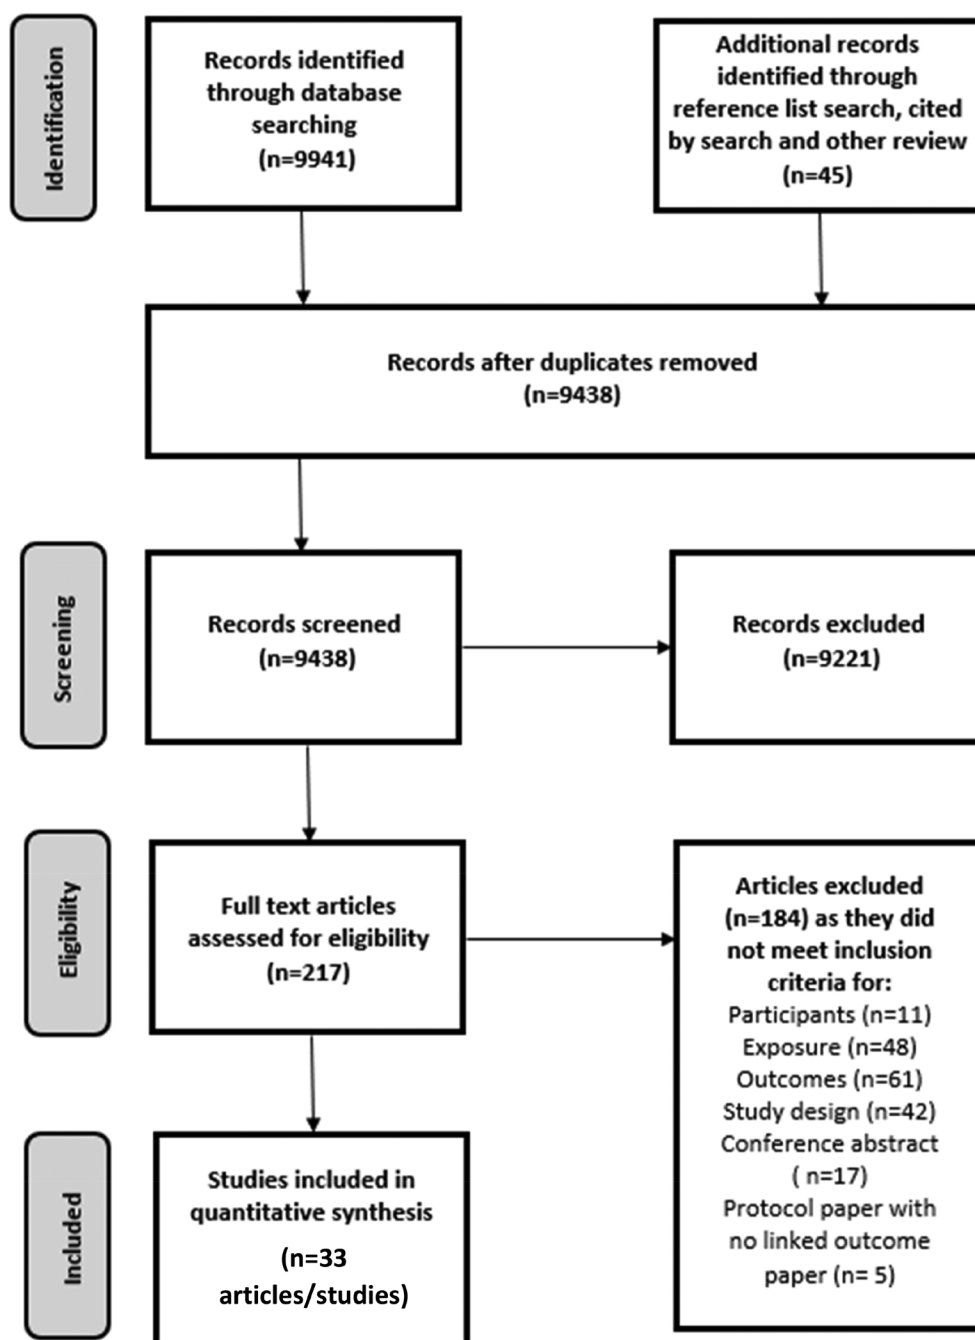 Identification
Records identified
through database
searching
(n=9941)
Additional records
identified through
reference list search, cited
by search and other review
(n=45)
Records after duplicates removed
(n=9438)
Screening
Records screened
(n=9438)
Records excluded
(n=9221)
Eligibility
Full text articles
assessed for eligibility
(n=217)
Articles excluded
(n=184) as they did
not meet inclusion
criteria for:
Participants (n=11)
Exposure (n=48)
Outcomes (n=61)
Study design (n=42)
Conference abstract
( n=17)
Protocol paper with
no linked outcome
paper (n= 5)
Included
Studies included in
quantitative synthesis
(n=33
articles/studies)